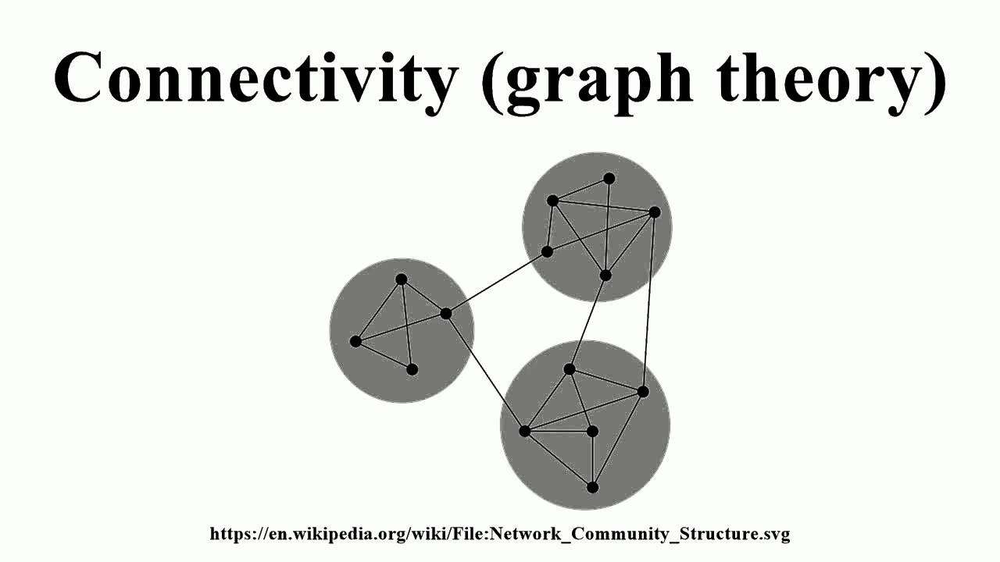 Connectivity (graph theory)
https://en.wikipedia.org/wiki/File:Network_Community_Structure.svg